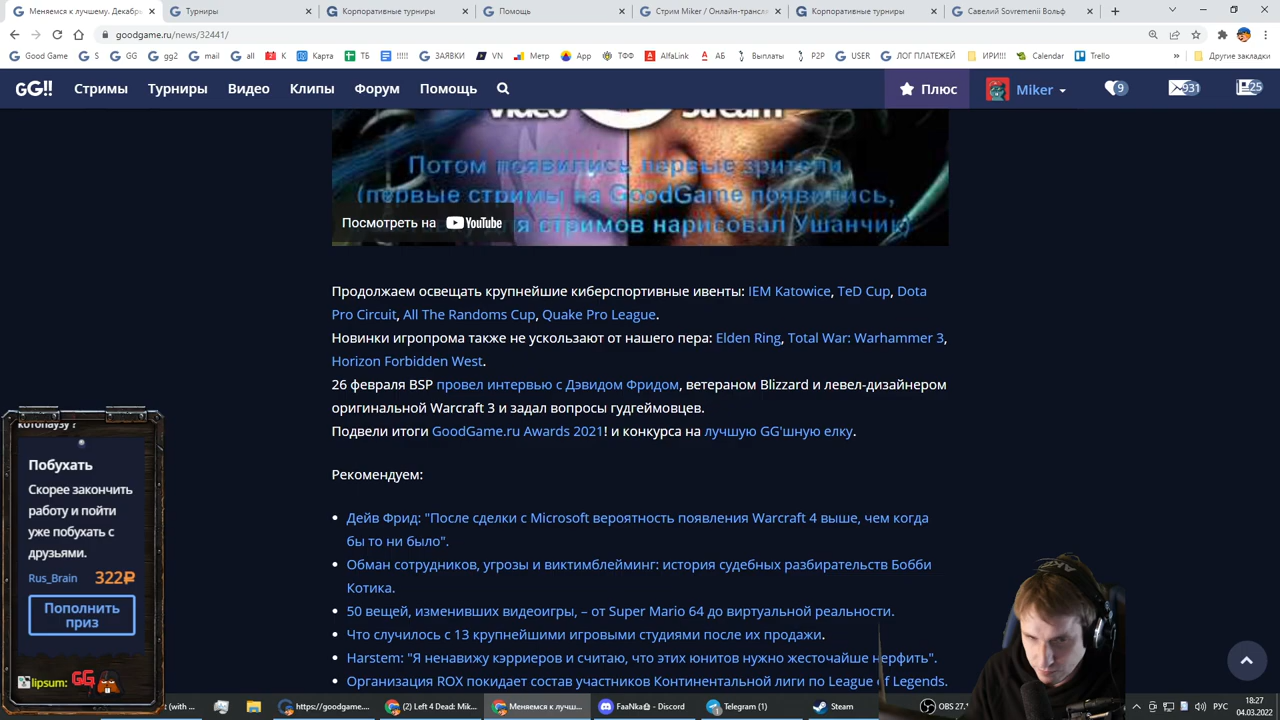 Меняемся к лучшему. Декабр
Турниры
Корпоративные турниры
Помощь
Стрим Miker / Онлайн-трансл
Корпоративные турниры
Савелий Sovremenii Вольф
goodgame.ru/news/32441/
Good Game
S
GG
gg2
mail
all
К
Карта
ТБ
!!!!!
ЗАЯВКИ
VN
Метр
App
ТФФ
AlfaLink
АБ
Выплаты
P2P
USER
ЛОГ ПЛАТЕЖЕЙ
ИРИ!!!
Calendar
Trello
»
Другие закладки
GG!!
Стримы
Турниры
Видео
Клипы
Форум
Помощь
Плюс
Miker
9
931
25
Video Stream
Потом появились первые зрители
(первые стримы на GoodGame появились,
я стримов нарисовал Ушанчик)
Посмотреть на YouTube
Продолжаем освещать крупнейшие киберспортивные ивенты: IEM Katowice, TeD Cup, Dota
Pro Circuit, All The Randoms Cup, Quake Pro League.
Новинки игропрома также не ускользают от нашего пера: Elden Ring, Total War: Warhammer 3,
Horizon Forbidden West.
26 февраля BSP провел интервью с Дэвидом Фридом, ветераном Blizzard и левел-дизайнером
оригинальной Warcraft 3 и задал вопросы гудгеймовцев.
Подвели итоги GoodGame.ru Awards 2021! и конкурса на лучшую GG'шную елку.
Рекомендуем:
Дейв Фрид: "После сделки с Microsoft вероятность появления Warcraft 4 выше, чем когда
бы то ни было".
Обман сотрудников, угрозы и виктимблейминг: история судебных разбирательств Бобби
Котика.
50 вещей, изменивших видеоигры, – от Super Mario 64 до виртуальной реальности.
Что случилось с 13 крупнейшими игровыми студиями после их продажи.
Harstem: "Я ненавижу кэрриеров и считаю, что этих юнитов нужно жесточайше нерфить".
Организация ROX покидает состав участников Континентальной лиги по League of Legends.
котопаузу ?
Побухать
Скорее закончить
работу и пойти
уже побухать с
друзьями.
Rus_Brain
322₽
Пополнить
приз
lipsum: GG
(with ...
https://goodgame...
(2) Left 4 Dead: Mik...
Меняемся к лучш...
FaaNka - Discord
Telegram (1)
Steam
OBS 27.
РУС
18:27
04.03.2022